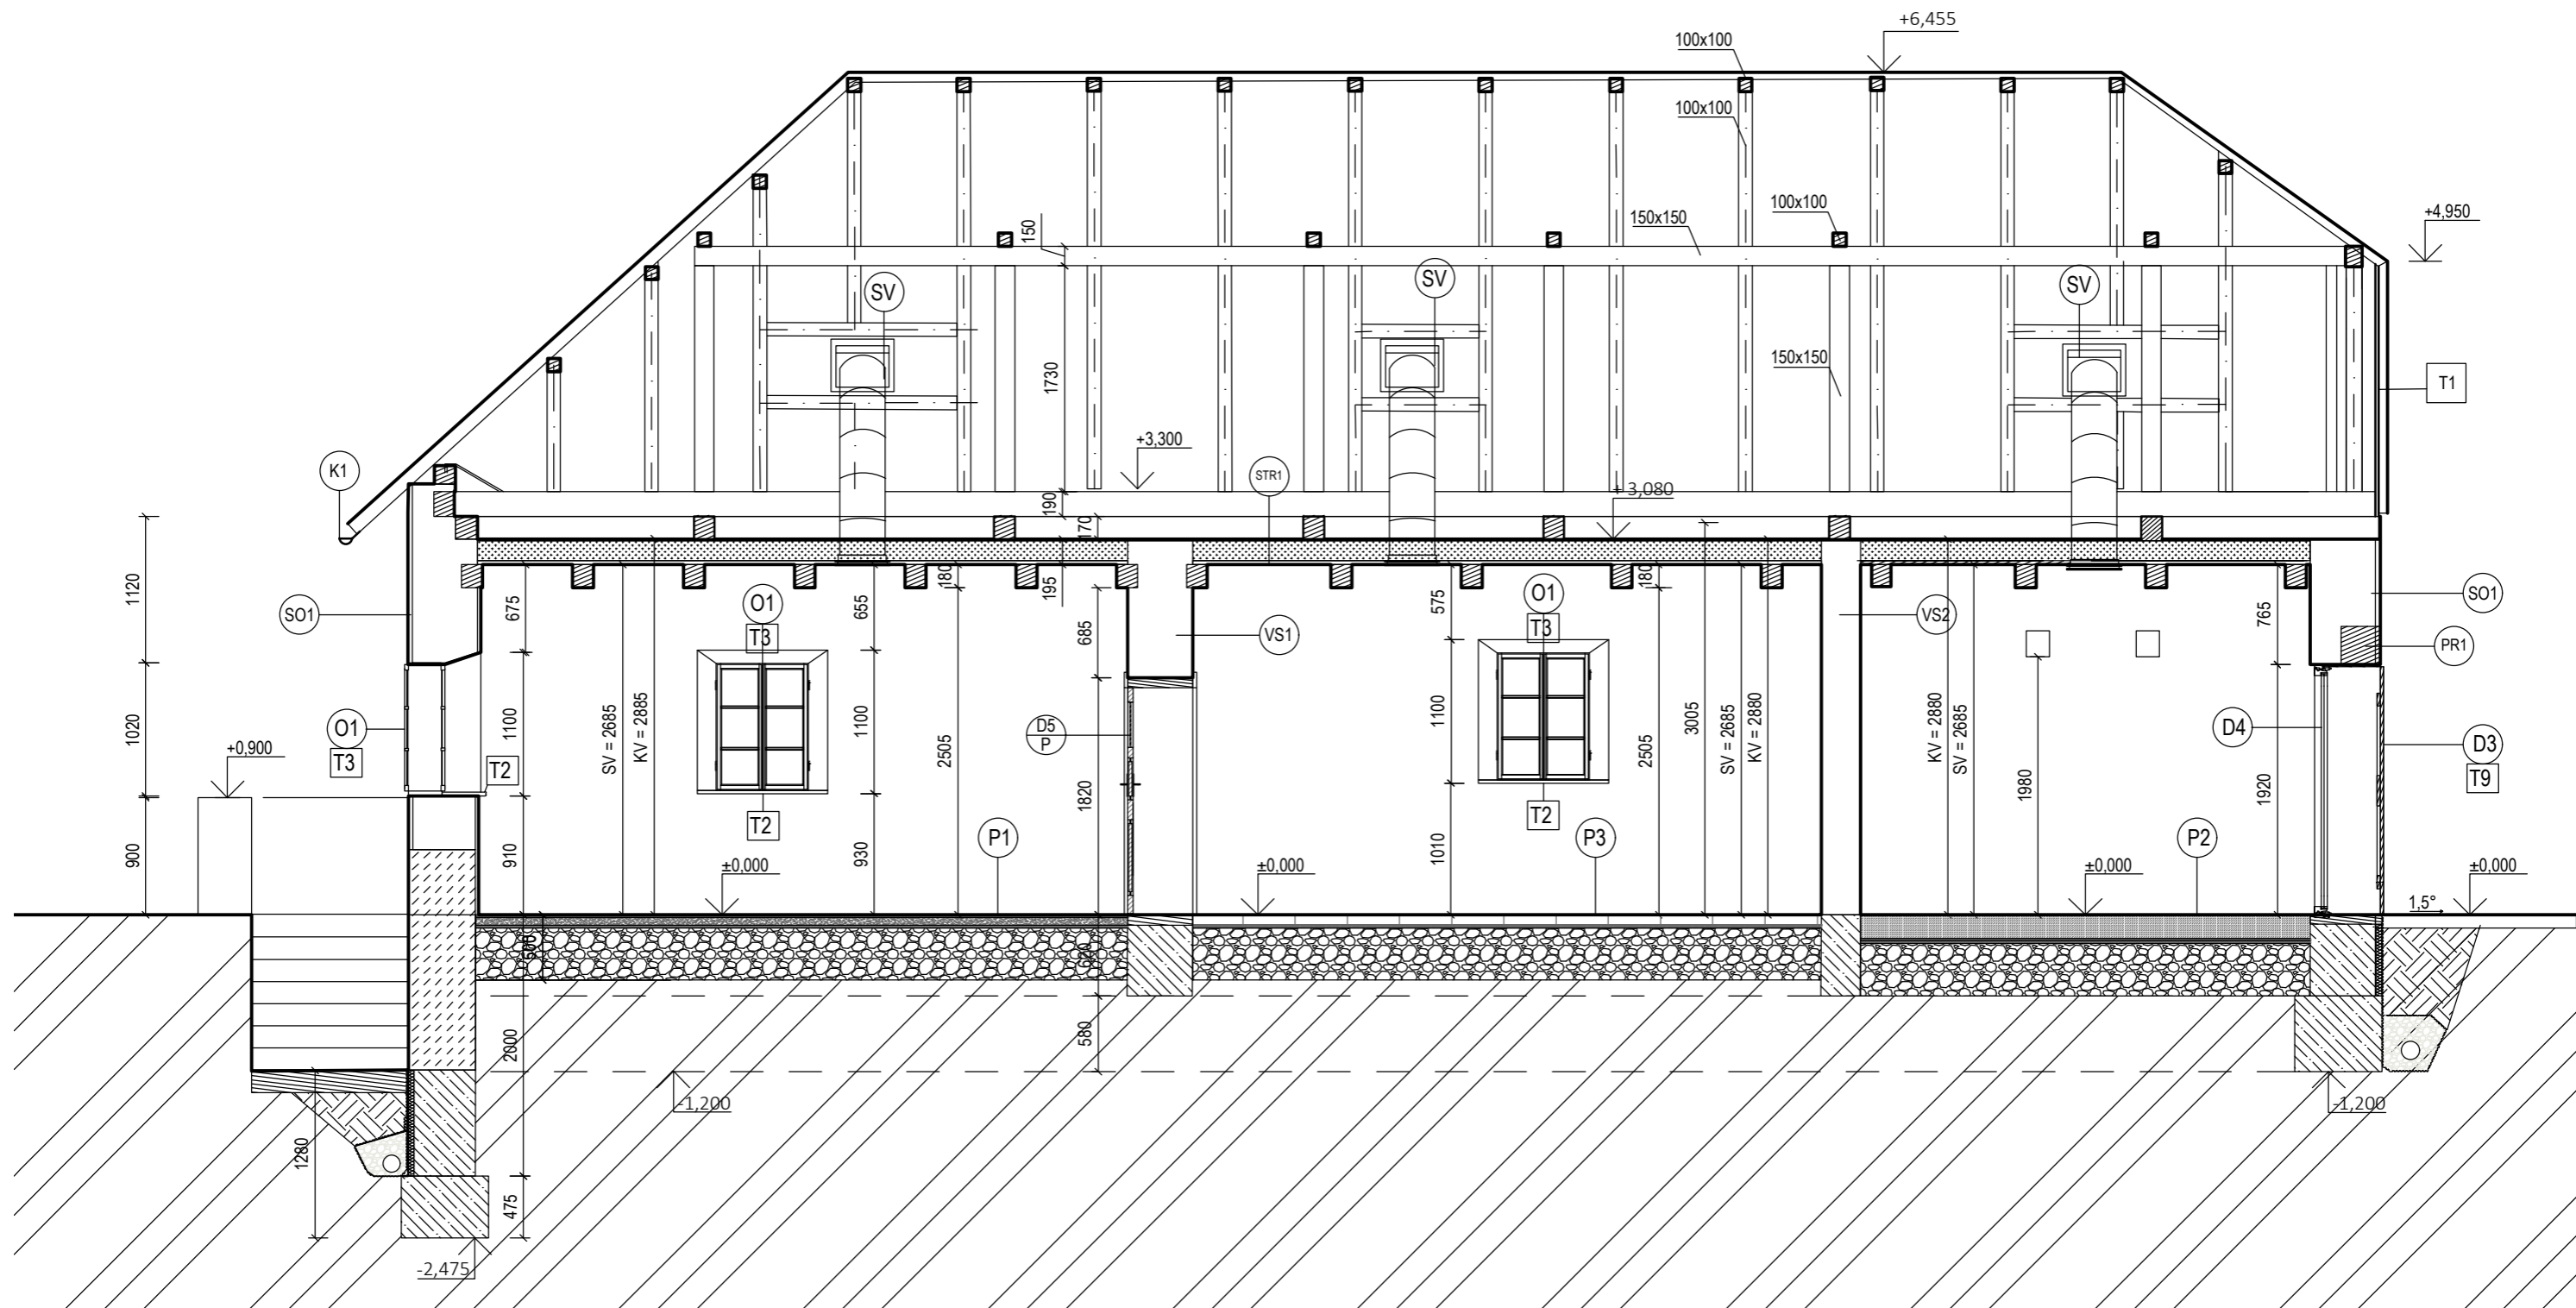 +6,455
100x100
100x100
100x100
150x150
150
+4,950
SV
SV
SV
1730
150x150
T1
+3,300
K1
STR1
+ 3,080
190
170
1120
675
655
180
195
575
180
765
SO1
O1
T3
685
VS1
O1
T3
VS2
SO1
PR1
1020
O1
T3
+0,900
T2
1100
SV = 2685
KV = 2885
1100
2505
D5
P
1820
1100
2505
3005
SV = 2685
KV = 2880
KV = 2880
SV = 2685
1980
1920
D4
D3
T9
T2
T2
900
910
930
P1
1010
P3
P2
±0,000
±0,000
±0,000
±0,000
1,5°
500
620
2000
580
-1,200
-1,200
1280
475
-2,475